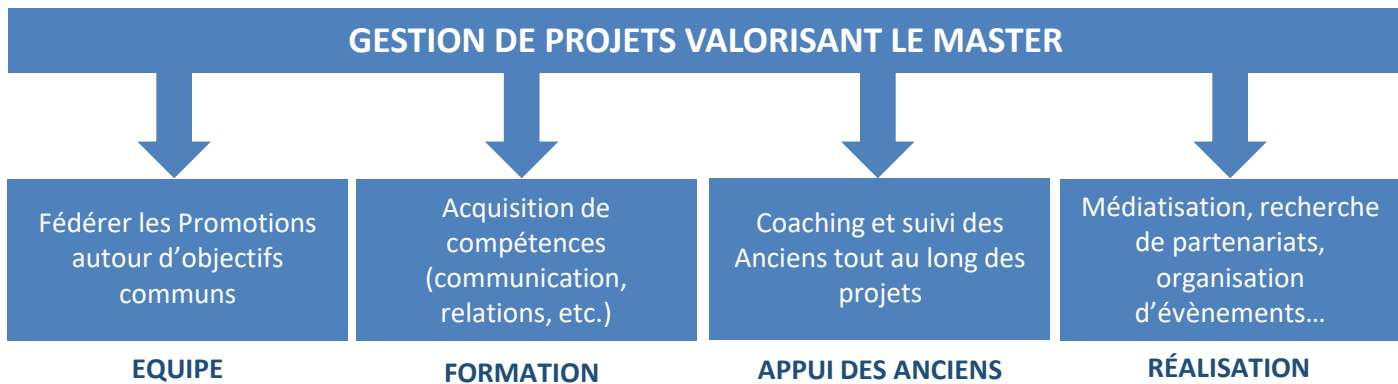 GESTION DE PROJETS VALORISANT LE MASTER
Fédérer les Promotions
autour d’objectifs
communs
EQUIPE
Acquisition de
compétences
(communication,
relations, etc.)
FORMATION
Coaching et suivi des
Anciens tout au long des
projets
APPUI DES ANCIENS
Médiatisation, recherche
de partenariats,
organisation
d’évènements…
RÉALISATION